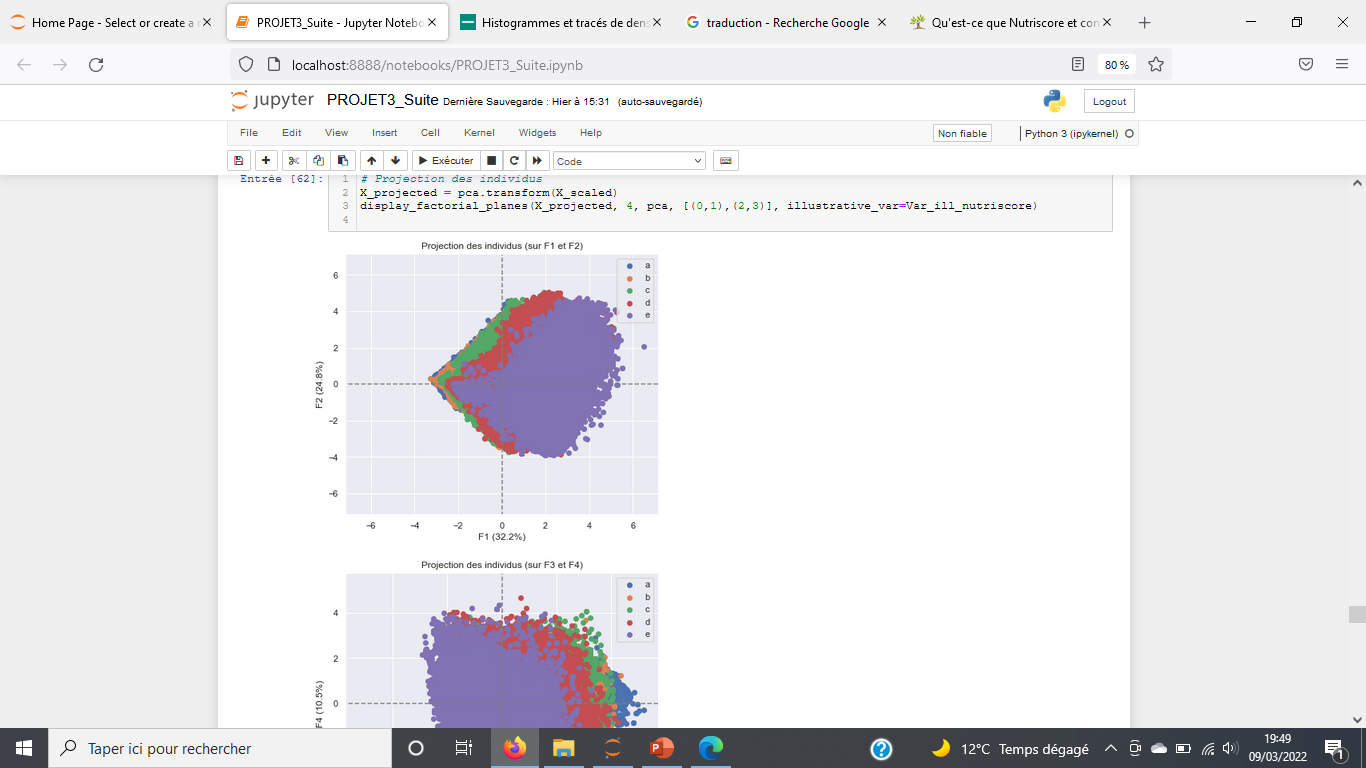 Home Page - Select or create a
PROJET3_Suite - Jupyter Notebo
Histogrammes et tracés de dens
traduction - Recherche Google
Qu'est-ce que Nutriscore et con
localhost:8888/notebooks/PROJET3_Suite.ipynb
80 %
jupyter PROJET3_Suite Dernière Sauvegarde : Hier à 15:31 (auto-sauvegardé)
Logout
File Edit View Insert Cell Kernel Widgets Help
Non fiable
Python 3 (ipykernel)
Exécuter
Code
Entrée [62]:
1 # Projection des individus
2 X_projected = pca.transform(X_scaled)
3 display_factorial_planes(X_projected, 4, pca, [(0,1),(2,3)], illustrative_var=Var_ill_nutriscore)
4
Projection des individus (sur F1 et F2)
a
b
c
d
e
6
4
2
0
−2
−4
−6
F2 (24.8%)
−6 −4 −2 0 2 4 6
F1 (32.2%)
Projection des individus (sur F3 et F4)
a
b
c
d
e
4
2
0
F4 (10.5%)
Taper ici pour rechercher
12°C Temps dégagé
19:49
09/03/2022
1